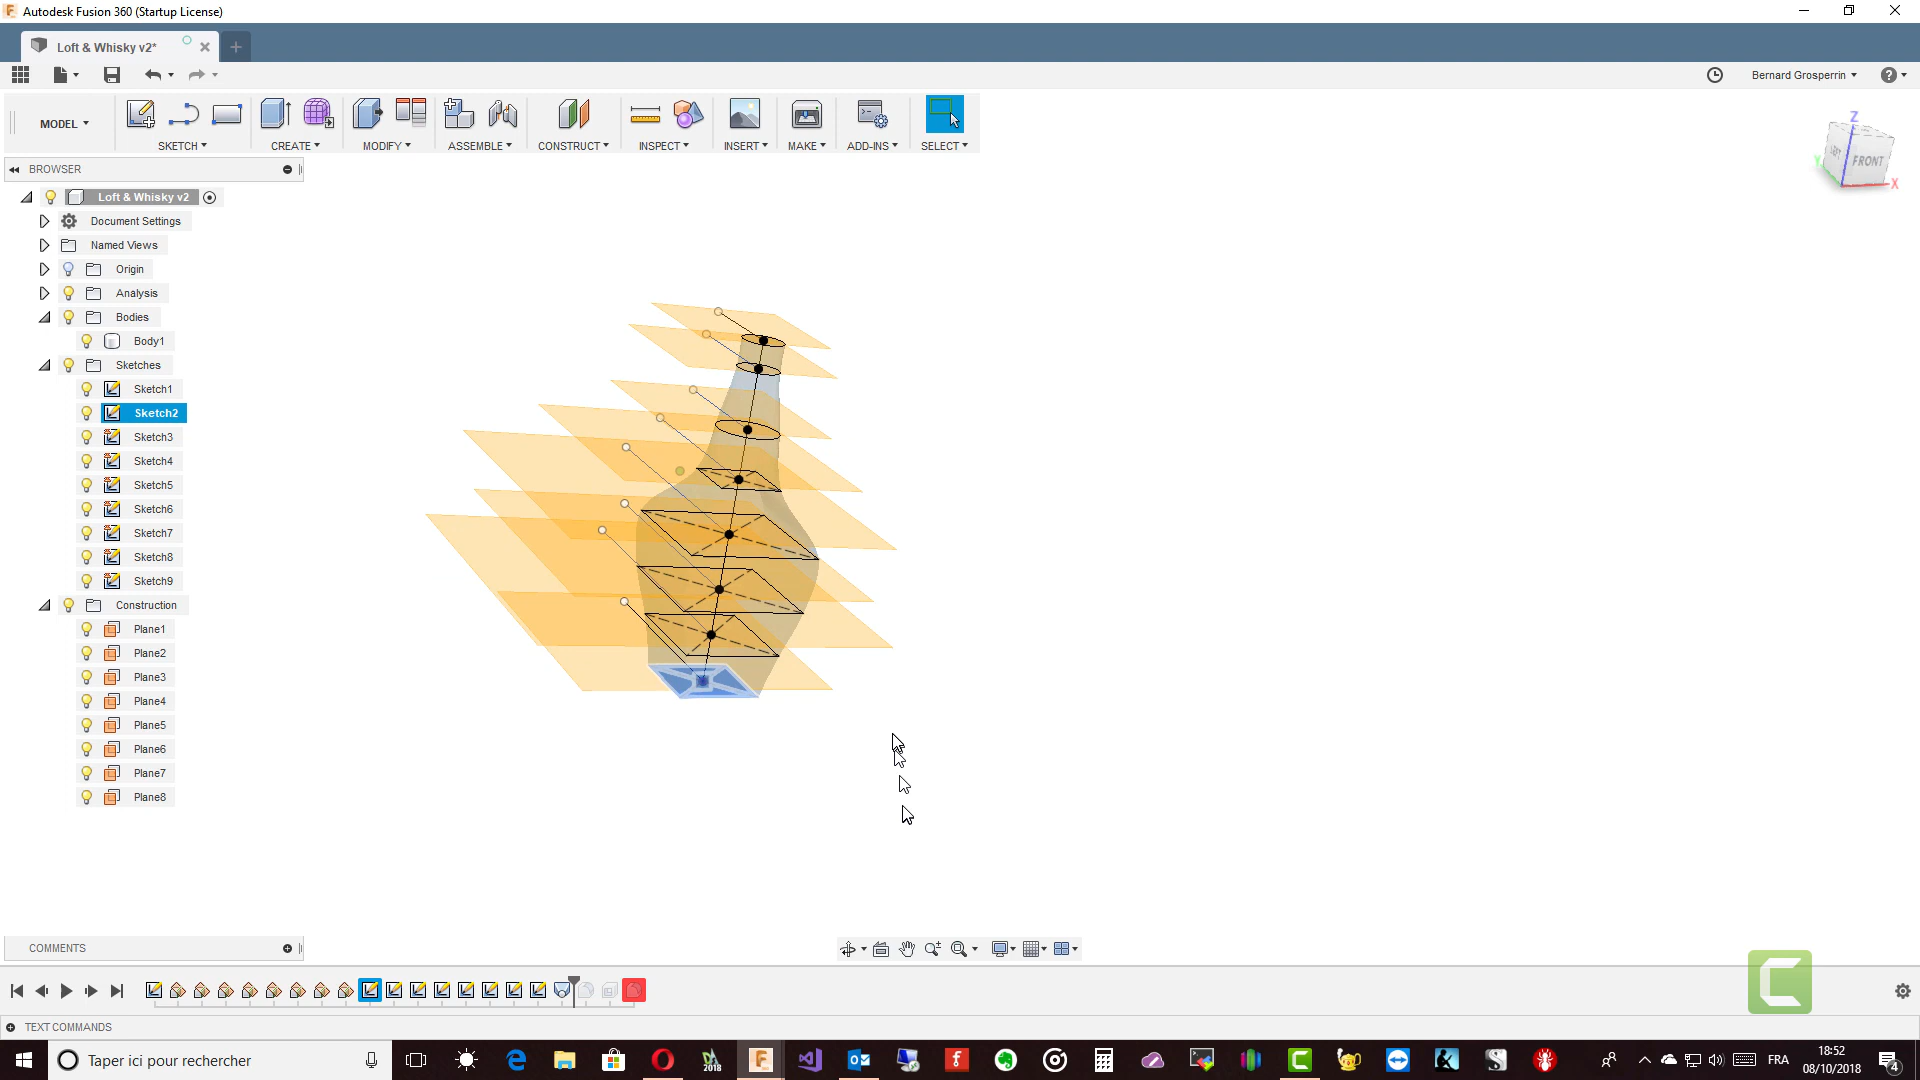 Autodesk Fusion 360 (Startup License)
Loft & Whisky v2*
Bernard Grosperrin
MODEL
SKETCH
CREATE
MODIFY
ASSEMBLE
CONSTRUCT
INSPECT
INSERT
MAKE
ADD-INS
SELECT
Z
LEFT
FRONT
Y
X
BROWSER
Loft & Whisky v2
Document Settings
Named Views
Origin
Analysis
Bodies
Body1
Sketches
Sketch1
Sketch2
Sketch3
Sketch4
Sketch5
Sketch6
Sketch7
Sketch8
Sketch9
Construction
Plane1
Plane2
Plane3
Plane4
Plane5
Plane6
Plane7
Plane8
COMMENTS
TEXT COMMANDS
Taper ici pour rechercher
2018
FRA
18:52
08/10/2018
4